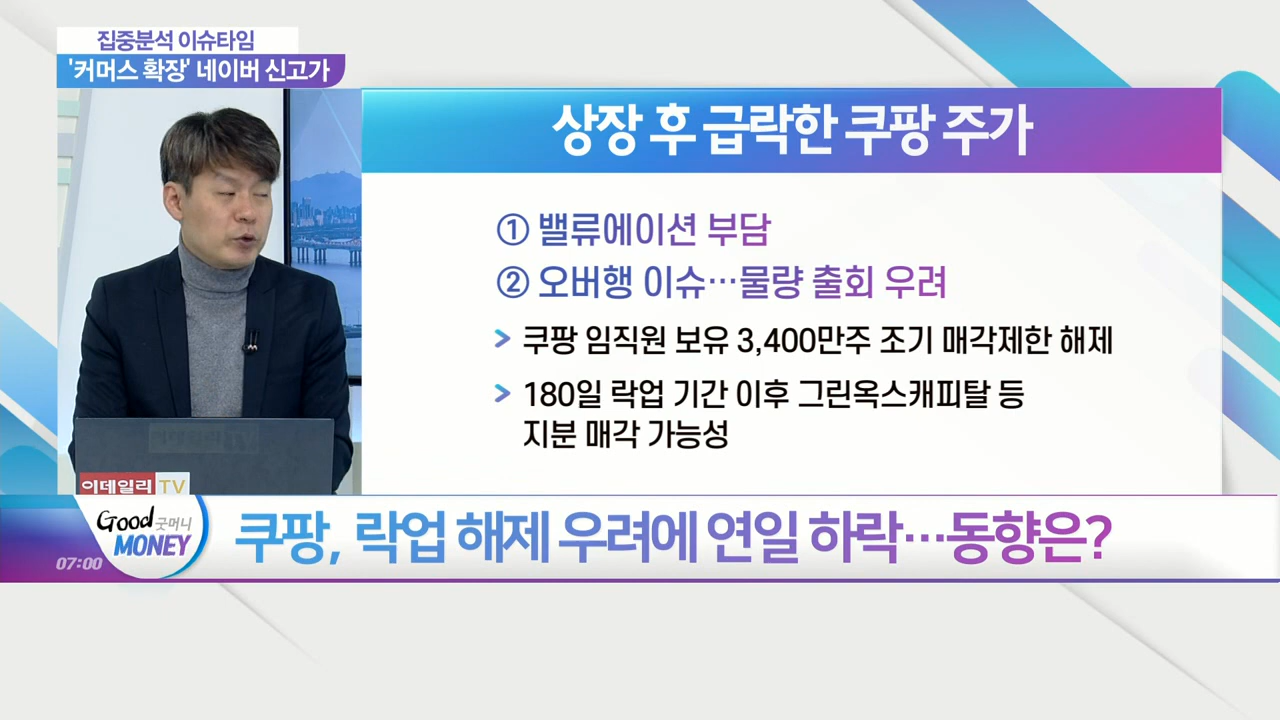 집중분석 이슈타임
'커머스 확장' 네이버 신고가
상장 후 급락한 쿠팡 주가
① 밸류에이션 부담
② 오버행 이슈…물량 출회 우려
> 쿠팡 임직원 보유 3,400만주 조기 매각제한 해제
> 180일 락업 기간 이후 그린옥스캐피탈 등
지분 매각 가능성
이데일리TV
이데일리 TV
Good 굿머니
MONEY
07:00
쿠팡, 락업 해제 우려에 연일 하락…동향은?